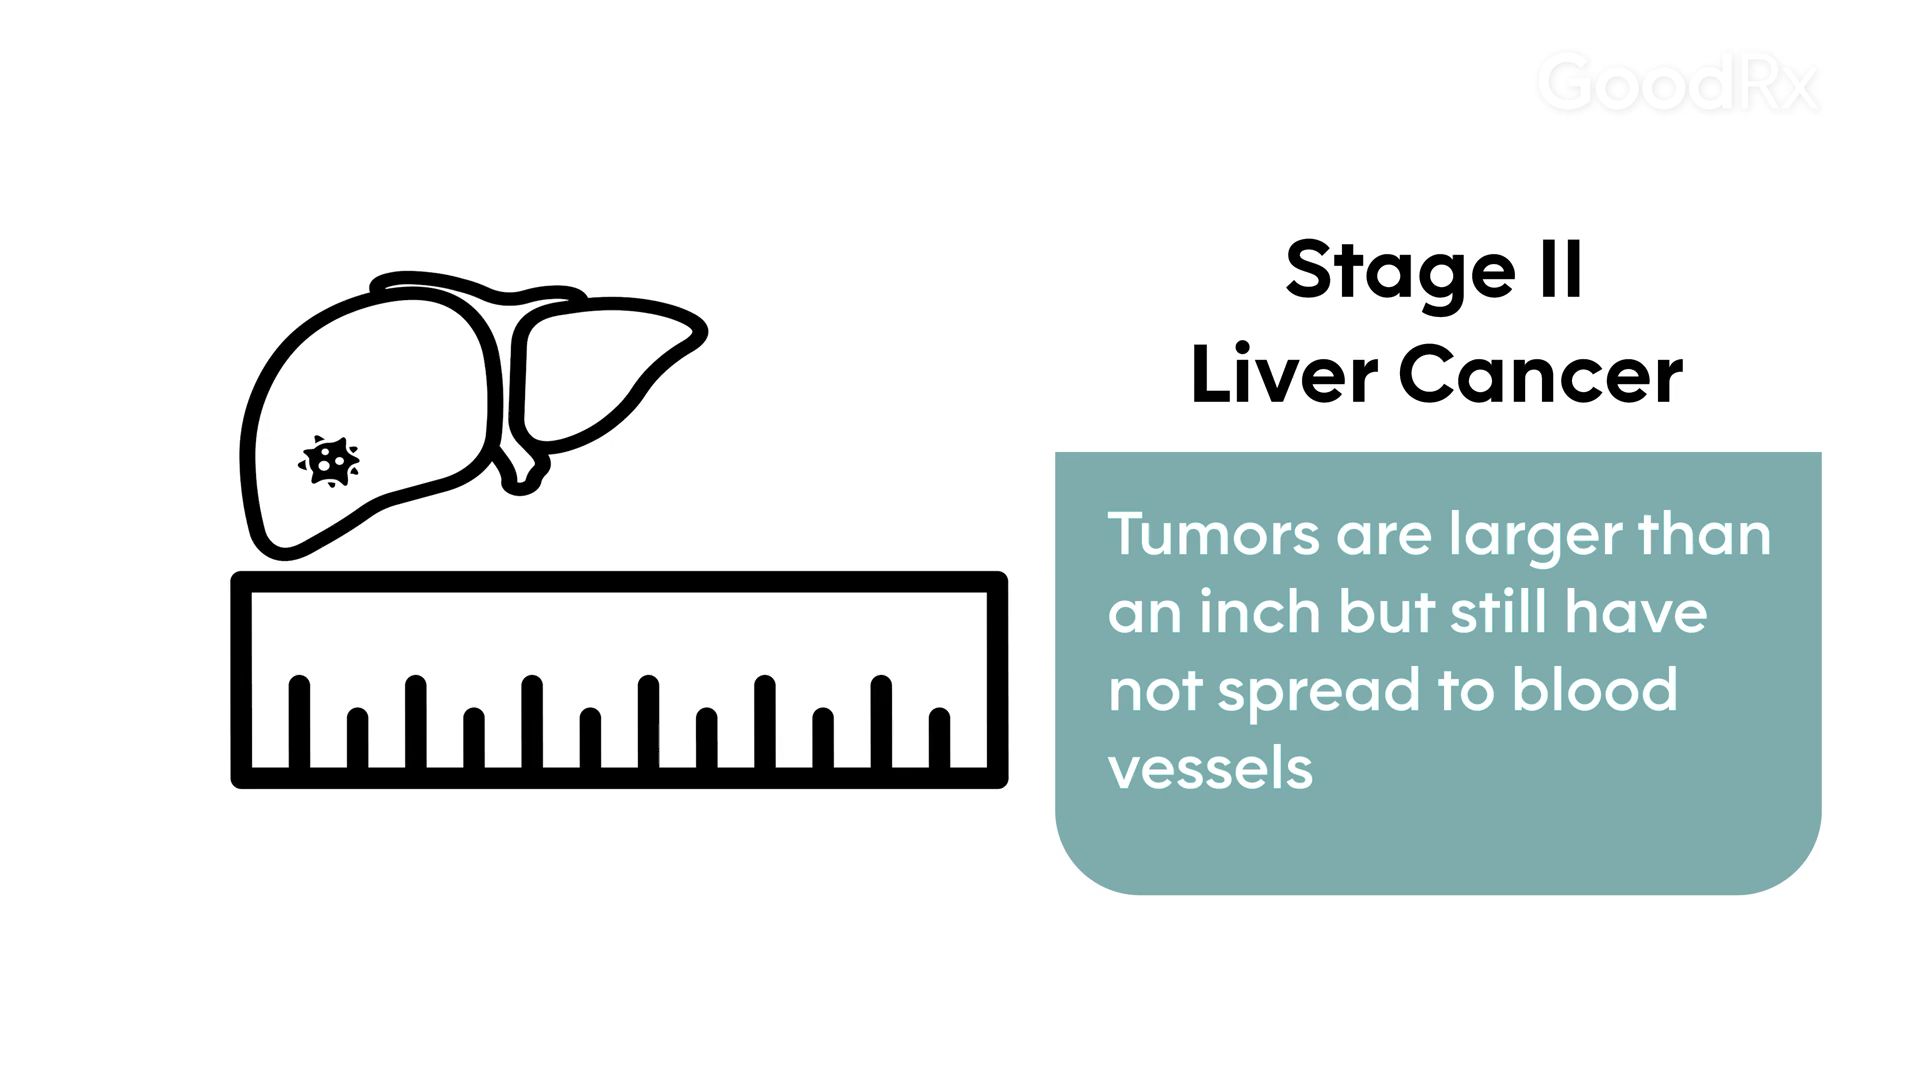 GoodRx
Stage II
Liver Cancer
Tumors are larger than
an inch but still have
not spread to blood
vessels